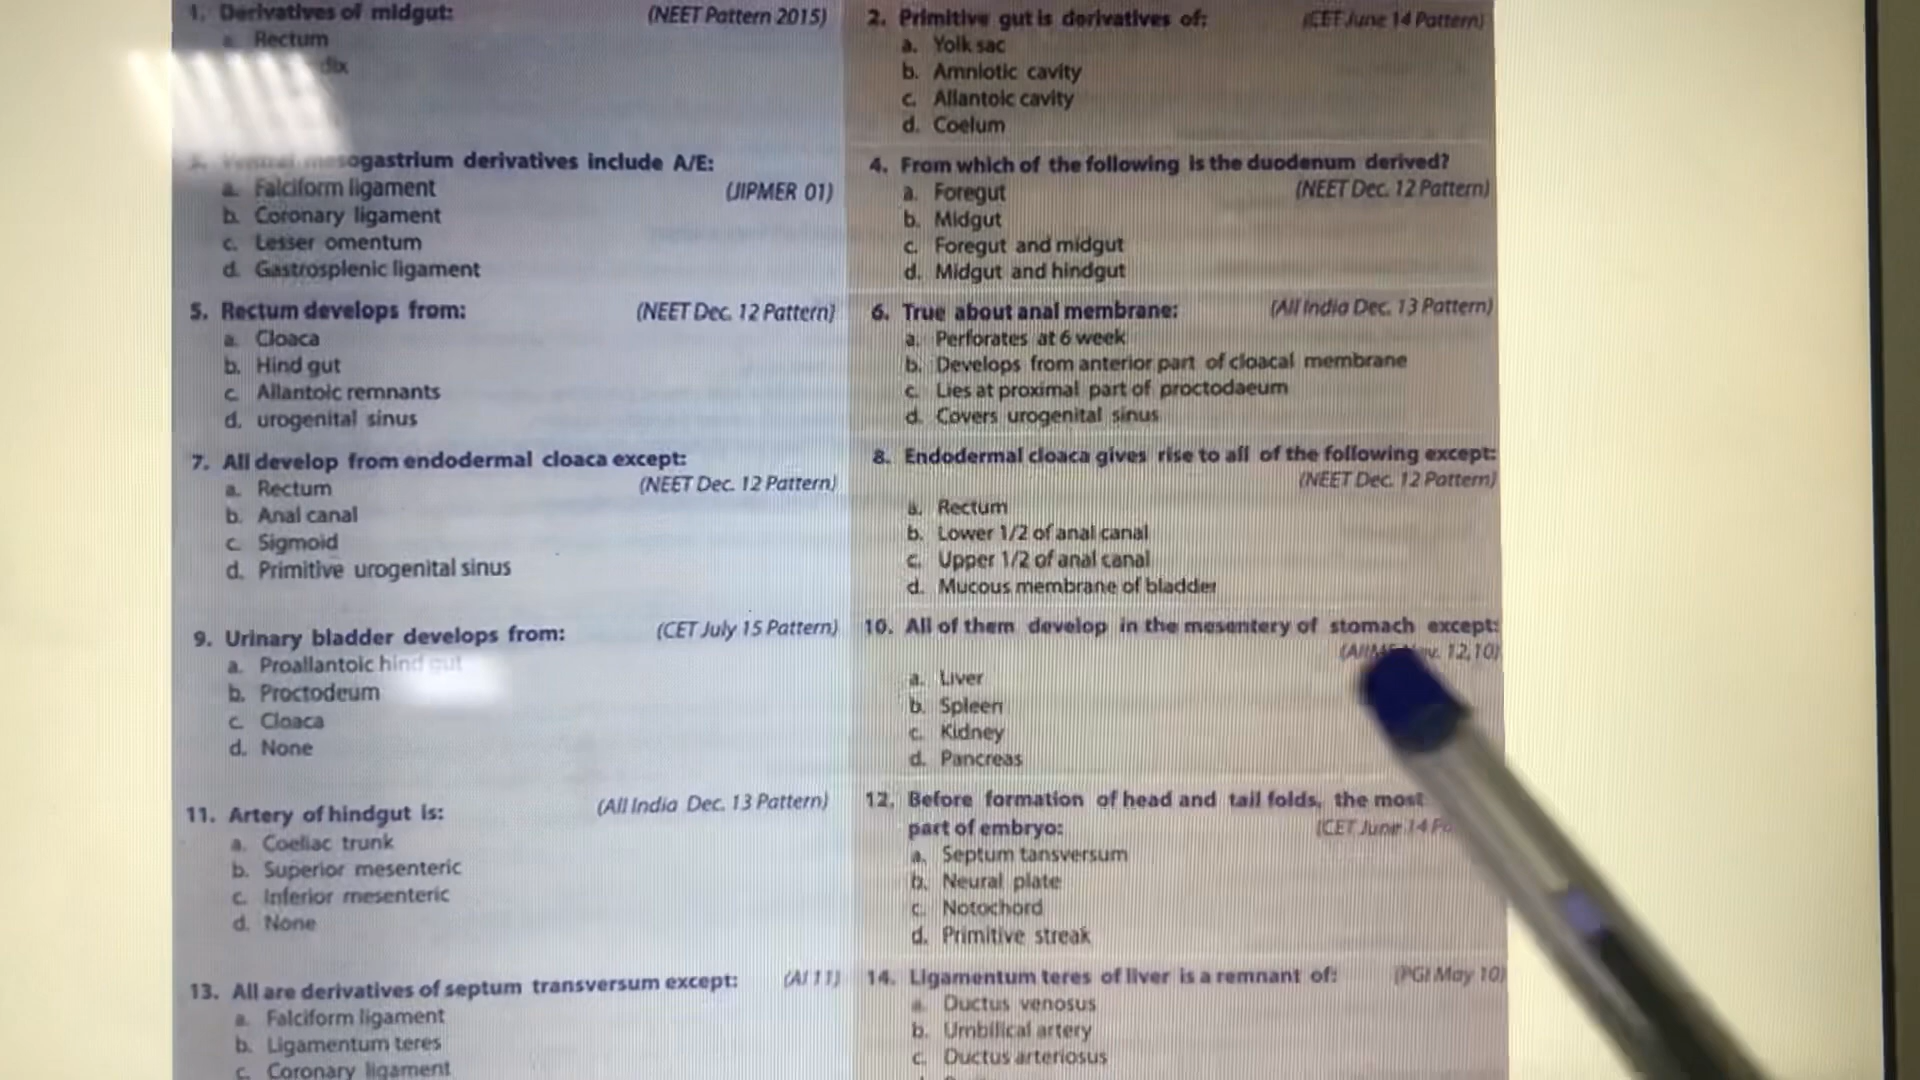 1. Derivatives of midgut: (NEET Pattern 2015)
a. Rectum
dix
2. Primitive gut is derivatives of: (CET June 14 Pattern)
a. Yolk sac
b. Amniotic cavity
c. Allantoic cavity
d. Coelum
mesogastrium derivatives include A/E:
a. Falciform ligament (JIPMER 01)
b. Coronary ligament
c. Lesser omentum
d. Gastrosplenic ligament
4. From which of the following is the duodenum derived?
a. Foregut (NEET Dec. 12 Pattern)
b. Midgut
c. Foregut and midgut
d. Midgut and hindgut
5. Rectum develops from: (NEET Dec. 12 Pattern)
a. Cloaca
b. Hind gut
c. Allantoic remnants
d. urogenital sinus
6. True about anal membrane: (All India Dec. 13 Pattern)
a. Perforates at 6 week
b. Develops from anterior part of cloacal membrane
c. Lies at proximal part of proctodaeum
d. Covers urogenital sinus
7. All develop from endodermal cloaca except:
a. Rectum (NEET Dec. 12 Pattern)
b. Anal canal
c. Sigmoid
d. Primitive urogenital sinus
8. Endodermal cloaca gives rise to all of the following except:
(NEET Dec. 12 Pattern)
a. Rectum
b. Lower 1/2 of anal canal
c. Upper 1/2 of anal canal
d. Mucous membrane of bladder
9. Urinary bladder develops from: (CET July 15 Pattern)
a. Proallantoic hind gut
b. Proctodeum
c. Cloaca
d. None
10. All of them develop in the mesentery of stomach except:
12,10)
a. Liver
b. Spleen
c. Kidney
d. Pancreas
11. Artery of hindgut is: (All India Dec. 13 Pattern)
a. Coeliac trunk
b. Superior mesenteric
c. Inferior mesenteric
d. None
12. Before formation of head and tail folds, the most
part of embryo: (CET June 14
a. Septum tansversum
b. Neural plate
c. Notochord
d. Primitive streak
13. All are derivatives of septum transversum except: (AI 11)
a. Falciform ligament
b. Ligamentum teres
c. Coronary ligament
14. Ligamentum teres of liver is a remnant of: (PGI May 10)
a. Ductus venosus
b. Umbilical artery
c. Ductus arteriosus